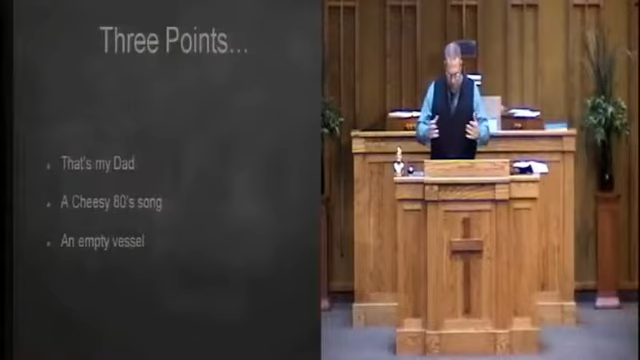 Three Points...
That's my Dad
A Cheesy 80's song
An empty vessel